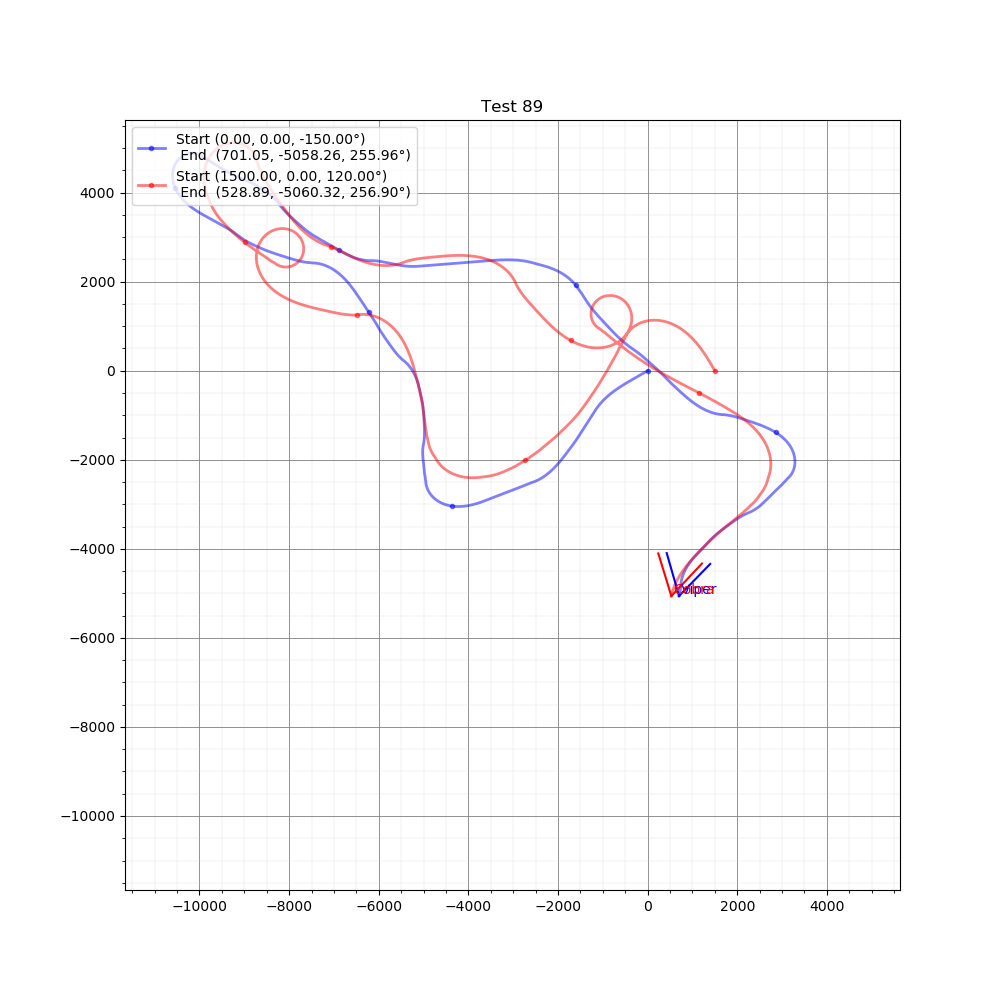 Test 89
Start (0.00, 0.00, -150.00°)
End (701.05, -5058.26, 255.96°)
Start (1500.00, 0.00, 120.00°)
End (528.89, -5060.32, 256.90°)
4000
2000
0
−2000
−4000
−6000
−8000
−10000
−10000 −8000 −6000 −4000 −2000 0 2000 4000